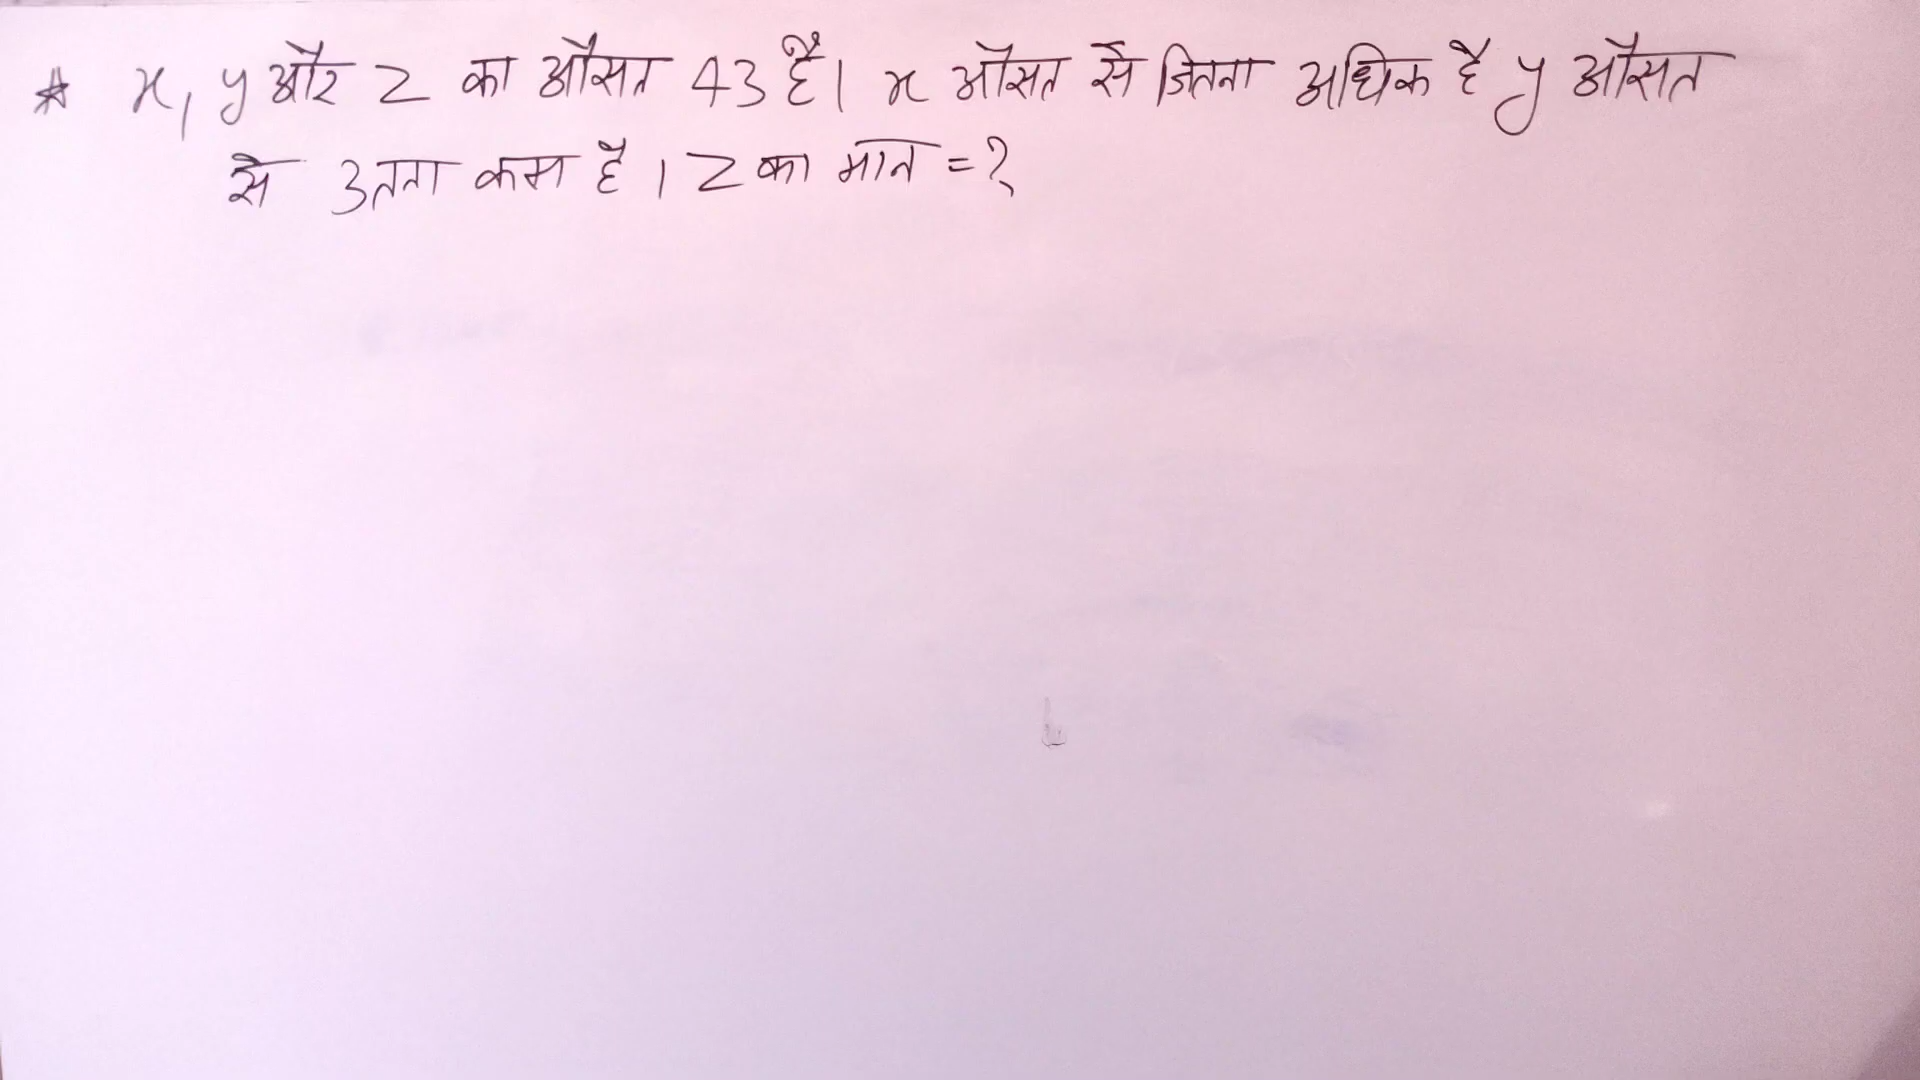 * x, y और z का औसत 43 है। x औसत से जितना अधिक है y औसत
से उतना कम है। z का मान = ?